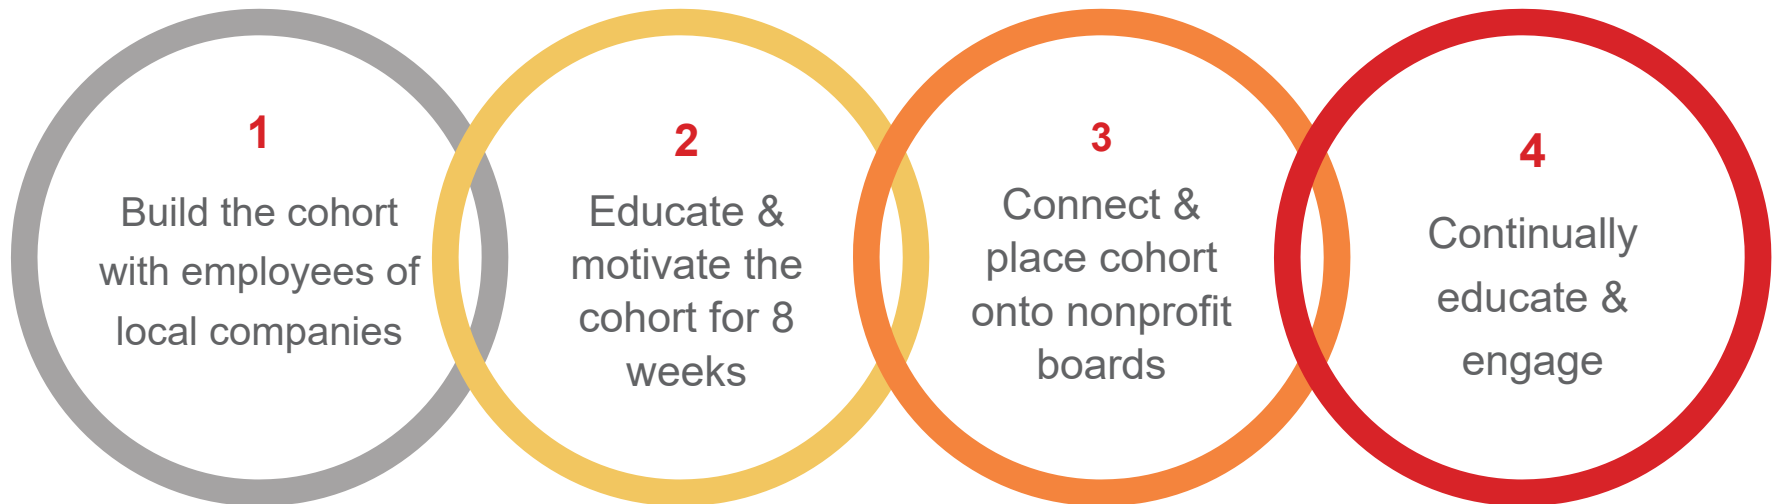 1
Build the cohort
with employees of
local companies
2
Educate &
motivate the
cohort for 8
weeks
3
Connect &
place cohort
onto nonprofit
boards
4
Continually
educate &
engage